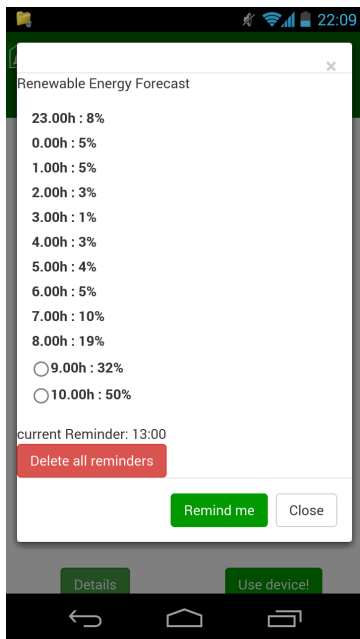 22:09
×
Renewable Energy Forecast
23.00h : 8%
0.00h : 5%
1.00h : 5%
2.00h : 3%
3.00h : 1%
4.00h : 3%
5.00h : 4%
6.00h : 5%
7.00h : 10%
8.00h : 19%
9.00h : 32%
10.00h : 50%
current Reminder: 13:00
Delete all reminders
Remind me Close
Details Use device!